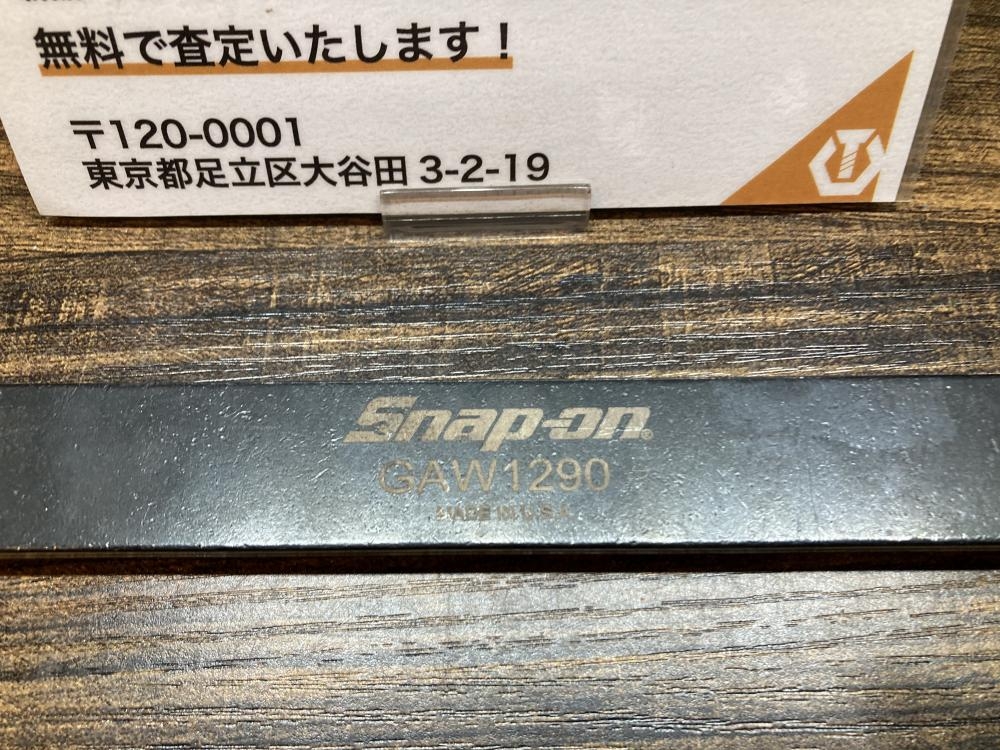 無料で査定いたします！
〒120-0001
東京都足立区大谷田 3-2-19
Snap-on®
GAW1290
MADE IN U.S.A